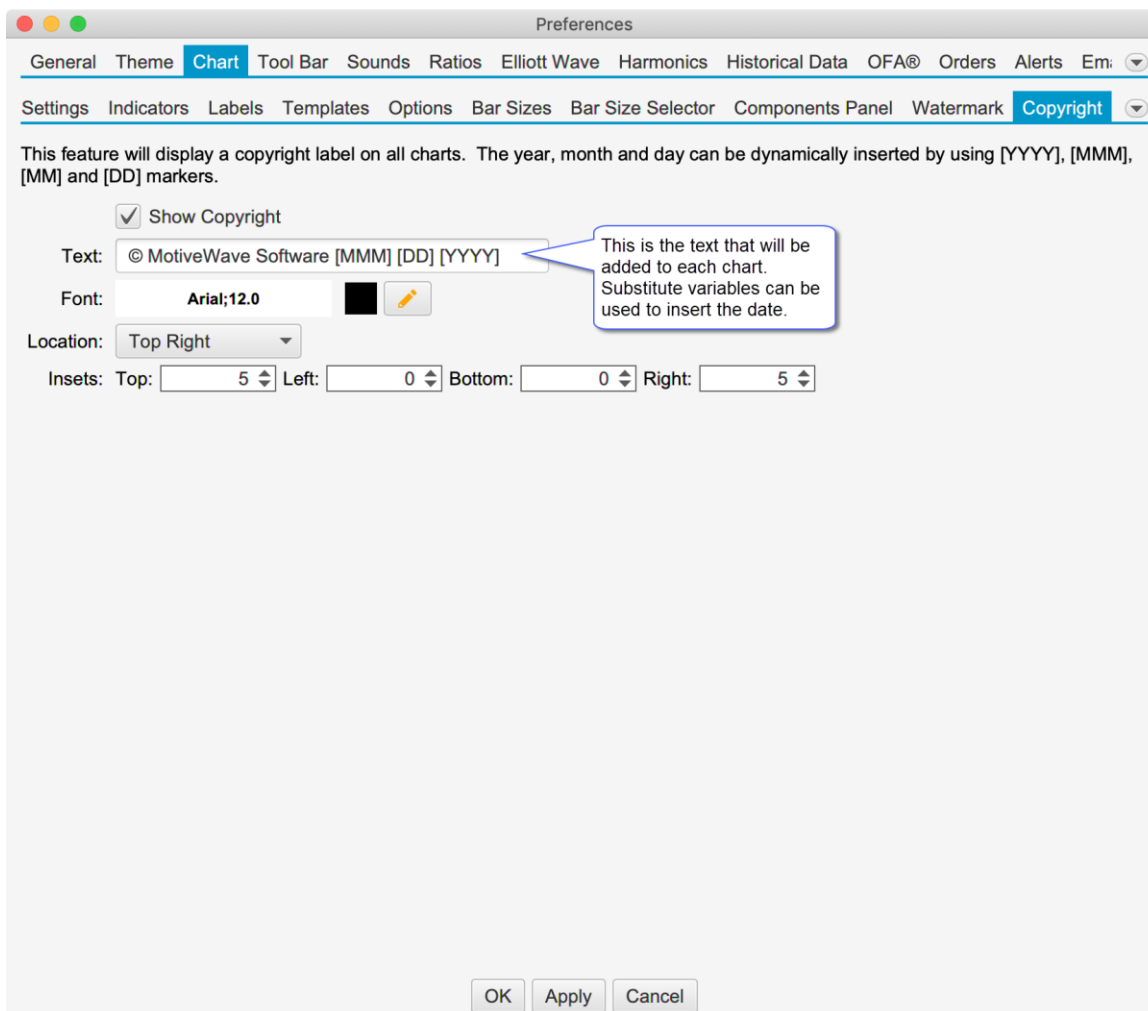 Preferences
General Theme Chart Tool Bar Sounds Ratios Elliott Wave Harmonics Historical Data OFA® Orders Alerts Em
Settings Indicators Labels Templates Options Bar Sizes Bar Size Selector Components Panel Watermark Copyright
This feature will display a copyright label on all charts. The year, month and day can be dynamically inserted by using [YYYY], [MMM],
[MM] and [DD] markers.
Show Copyright
Text: © MotiveWave Software [MMM] [DD] [YYYY]
This is the text that will be
added to each chart.
Substitute variables can be
used to insert the date.
Font: Arial;12.0
Location: Top Right
Insets: Top: 5 Left: 0 Bottom: 0 Right: 5
OK Apply Cancel